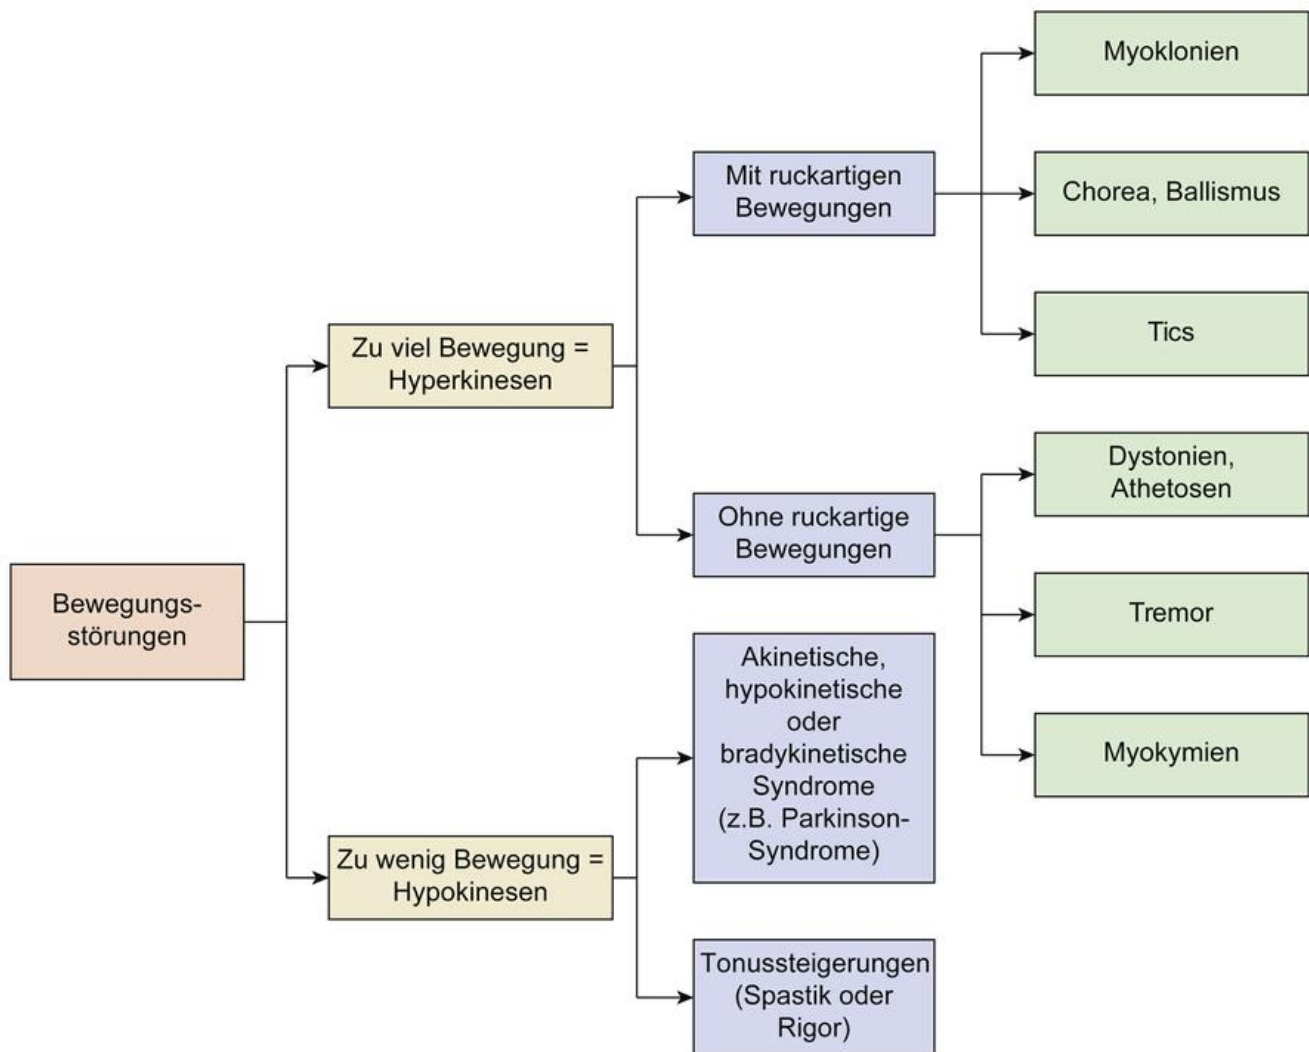 Bewegungs-
störungen
Zu viel Bewegung =
Hyperkinesen
Mit ruckartigen
Bewegungen
Myoklonien
Chorea, Ballismus
Tics
Ohne ruckartige
Bewegungen
Dystonien,
Athetosen
Tremor
Myokymien
Zu wenig Bewegung =
Hypokinesen
Akinetische,
hypokinetische
oder
bradykinetische
Syndrome
(z.B. Parkinson-
Syndrome)
Tonussteigerungen
(Spastik oder
Rigor)